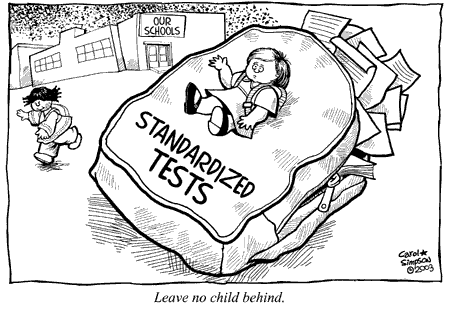 OUR
SCHOOLS
STANDARDIZED
TESTS
Carol★
Simpson
©2003
Leave no child behind.